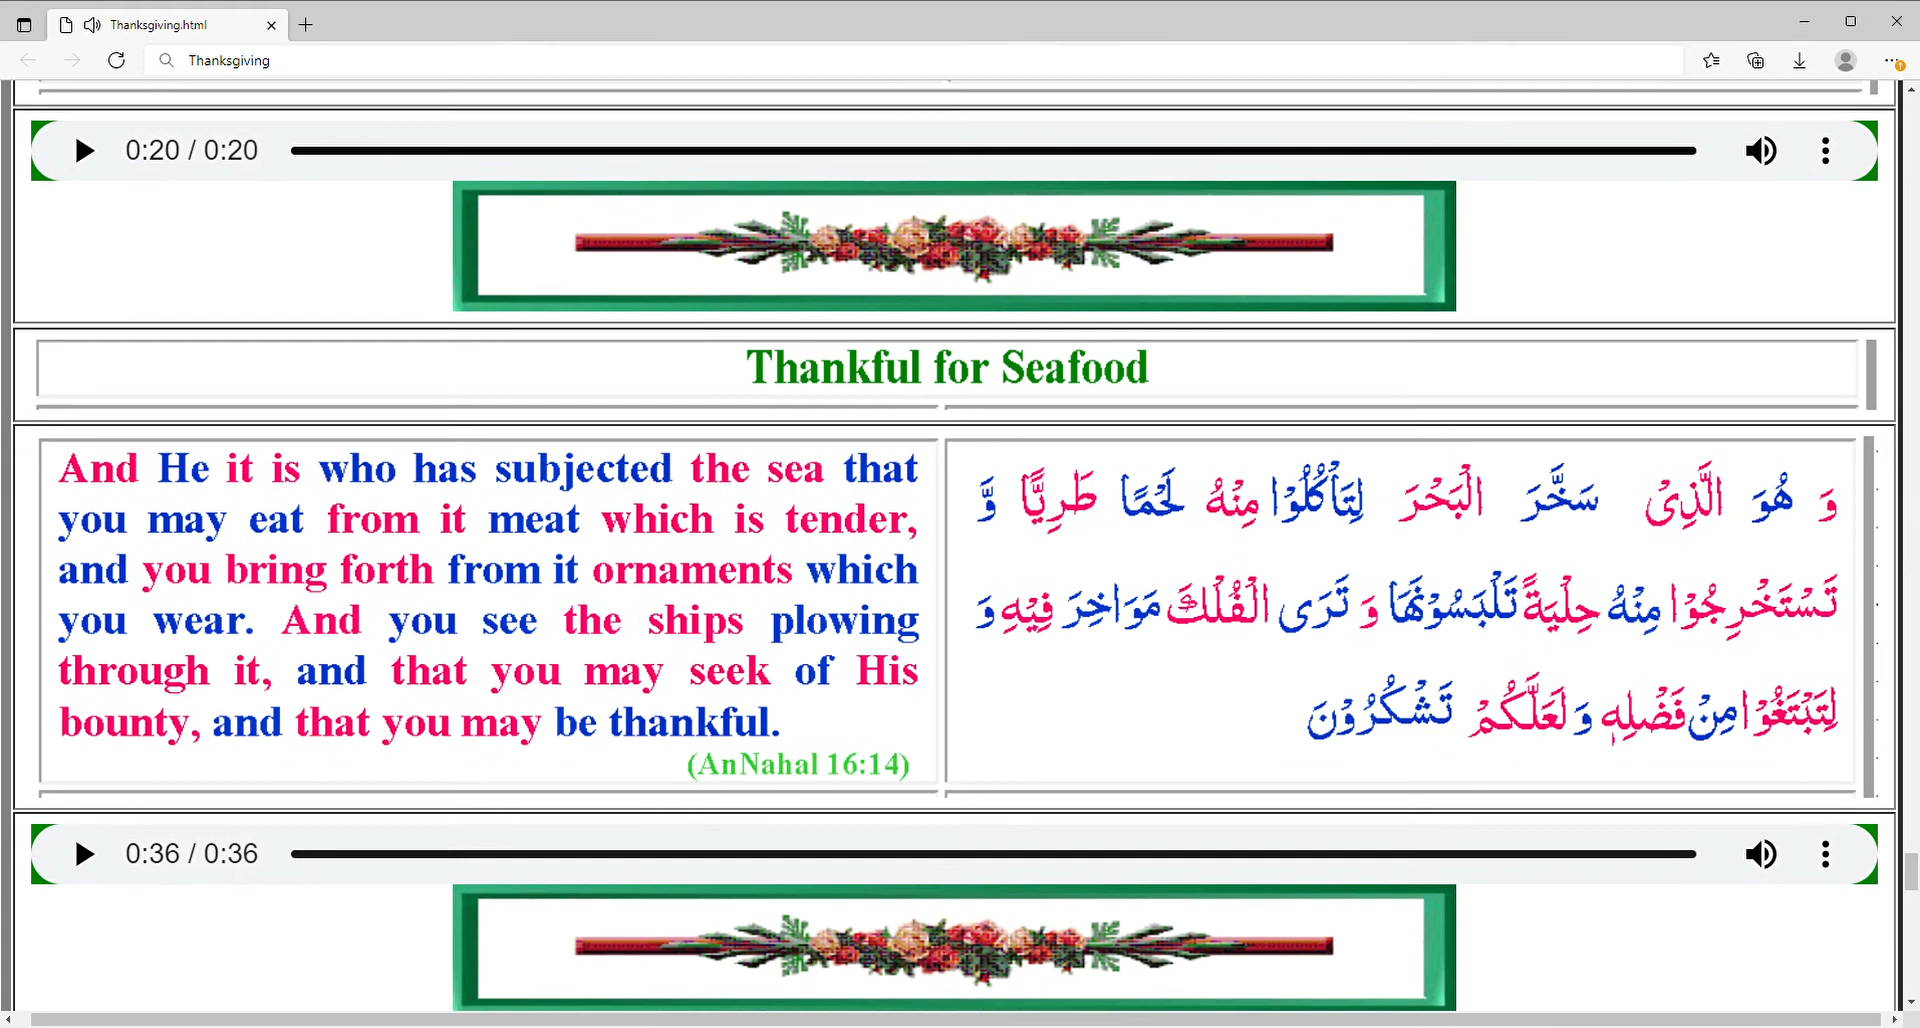 Thanksgiving.html
Thanksgiving
0:20 / 0:20
Thankful for Seafood
And He it is who has subjected the sea that
you may eat from it meat which is tender,
and you bring forth from it ornaments which
you wear. And you see the ships plowing
through it, and that you may seek of His
bounty, and that you may be thankful.
(AnNahal 16:14)
وَ هُوَ الَّذِیْ سَخَّرَ الْبَحْرَ لِتَاْكُلُوْا مِنْهُ لَحْمًا طَرِیًّا وَّ
تَسْتَخْرِجُوْا مِنْهُ حِلْیَةً تَلْبَسُوْنَهَا وَ تَرَی الْفُلْكَ مَوَاخِرَ فِیْهِ وَ
لِتَبْتَغُوْا مِنْ فَضْلِهٖ وَ لَعَلَّكُمْ تَشْكُرُوْنَ
0:36 / 0:36